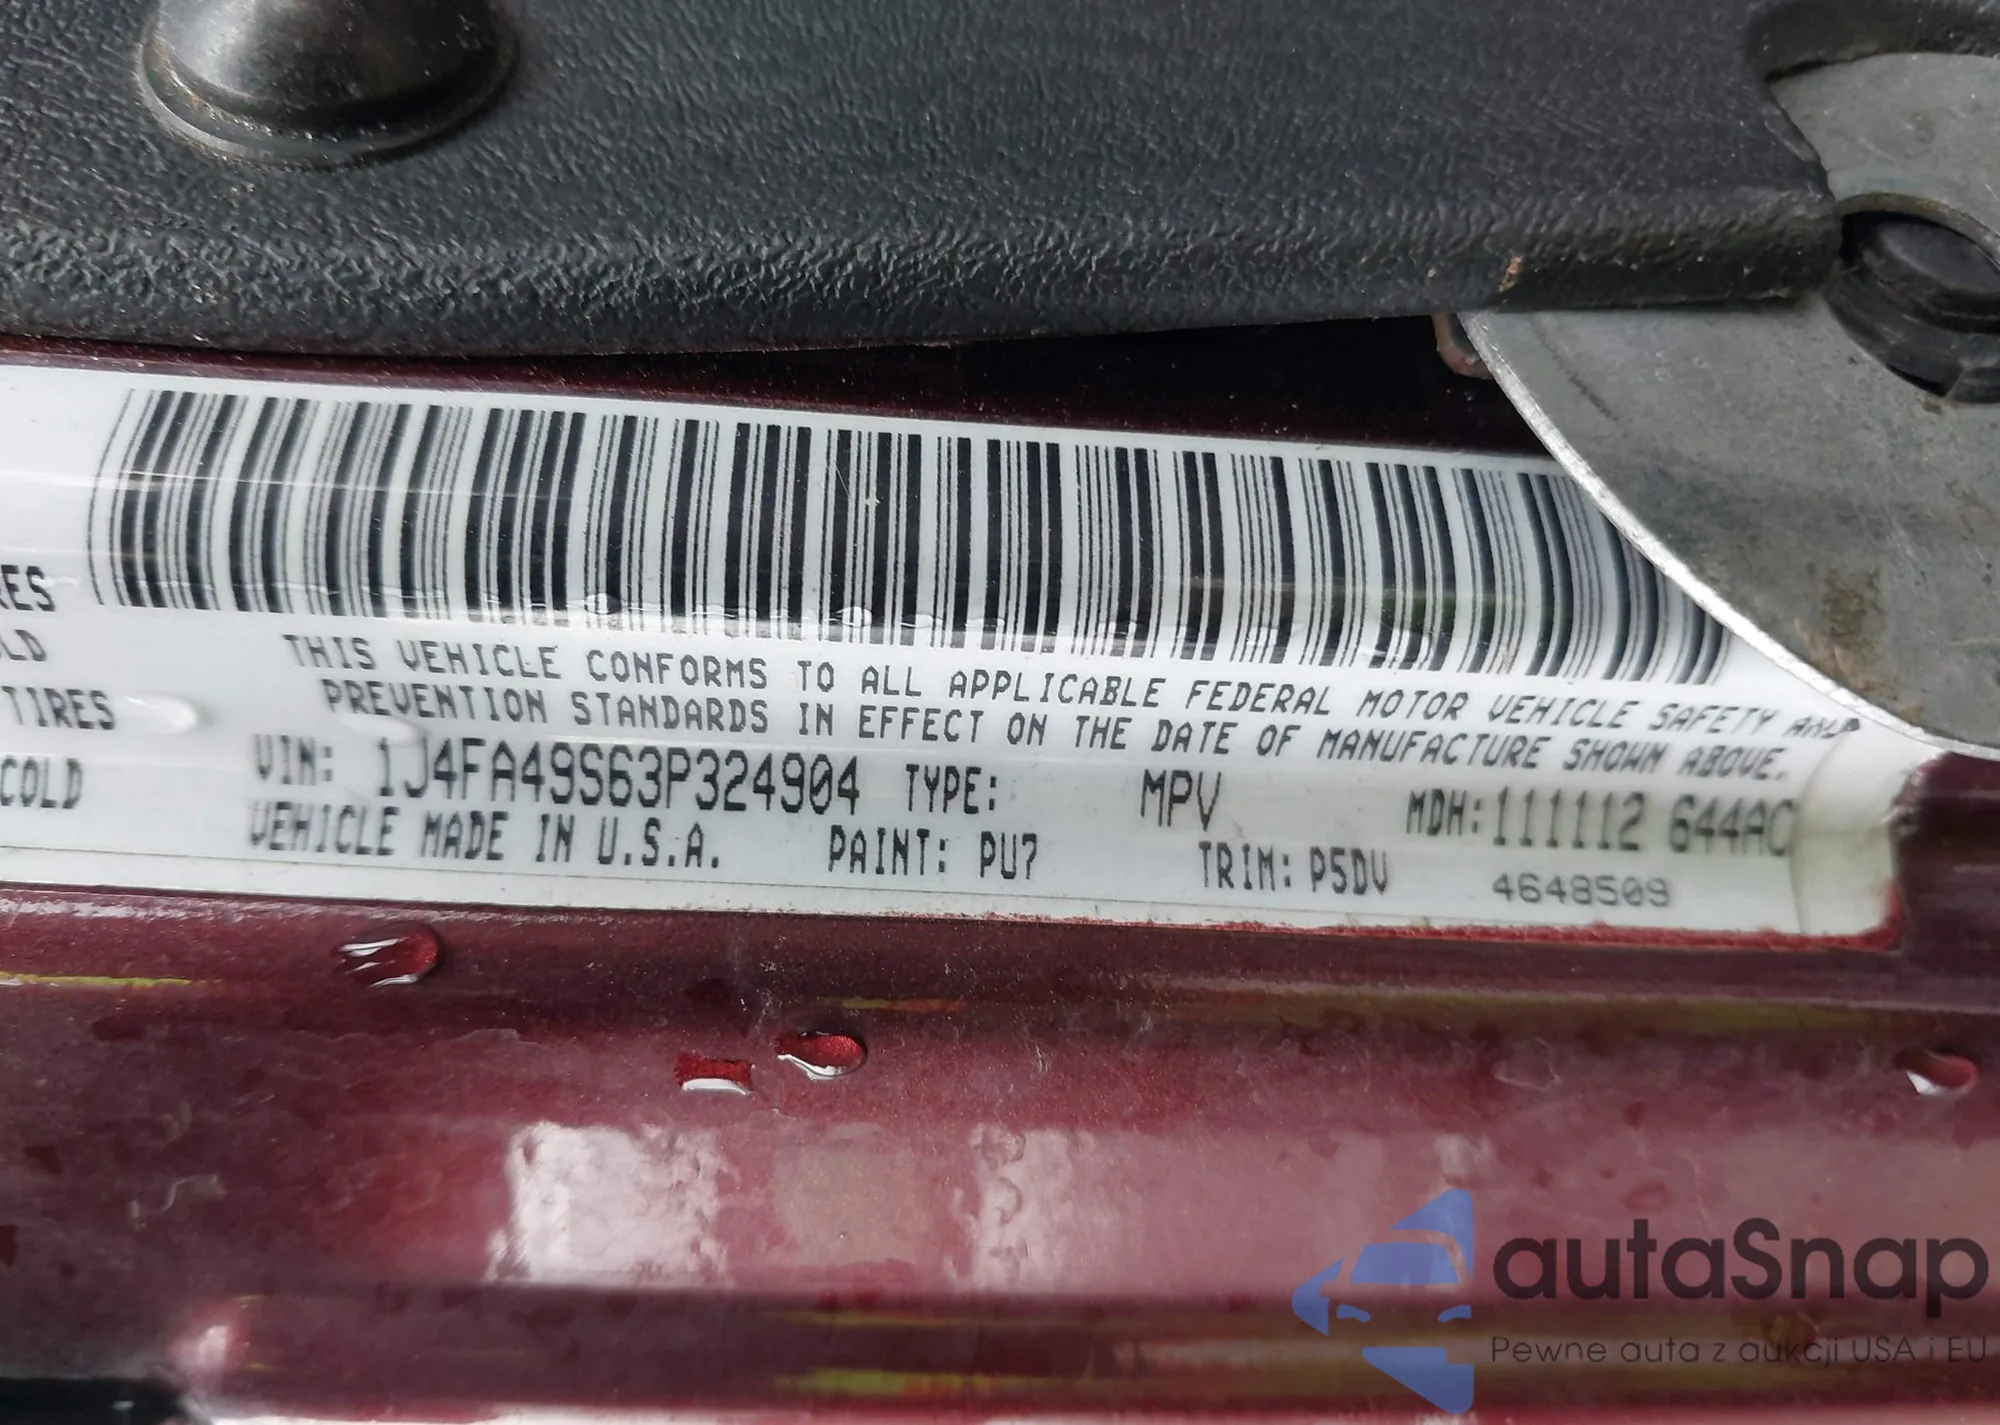 RES
OLD
TIRES
COLD
THIS VEHICLE CONFORMS TO ALL APPLICABLE FEDERAL MOTOR VEHICLE SAFETY AND
PREVENTION STANDARDS IN EFFECT ON THE DATE OF MANUFACTURE SHOWN ABOVE.
VIN: 1J4FA49S63P324904 TYPE: MPV MDH:111112 644AC
VEHICLE MADE IN U.S.A. PAINT: PU7 TRIM: P5DV 4648509
autaSnap
Pewne auta z aukcji USA i EU